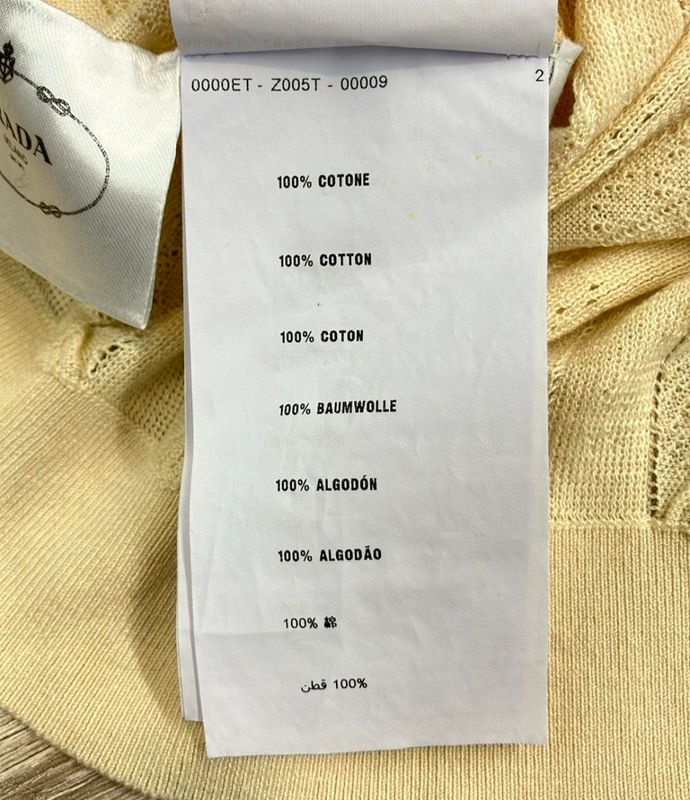 0000ET - Z005T - 00009 2
100% COTONE
100% COTTON
100% COTON
100% BAUMWOLLE
100% ALGODÓN
100% ALGODÃO
100% 綿
100% قطن
MILANO